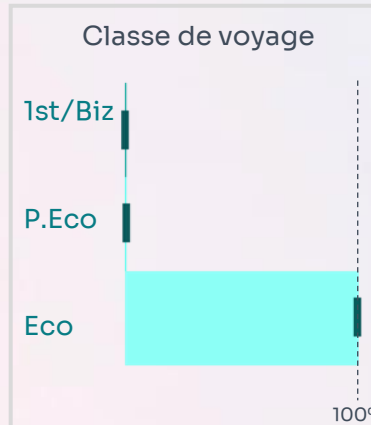 Classe de voyage
1st/Biz
P.Eco
Eco
100%